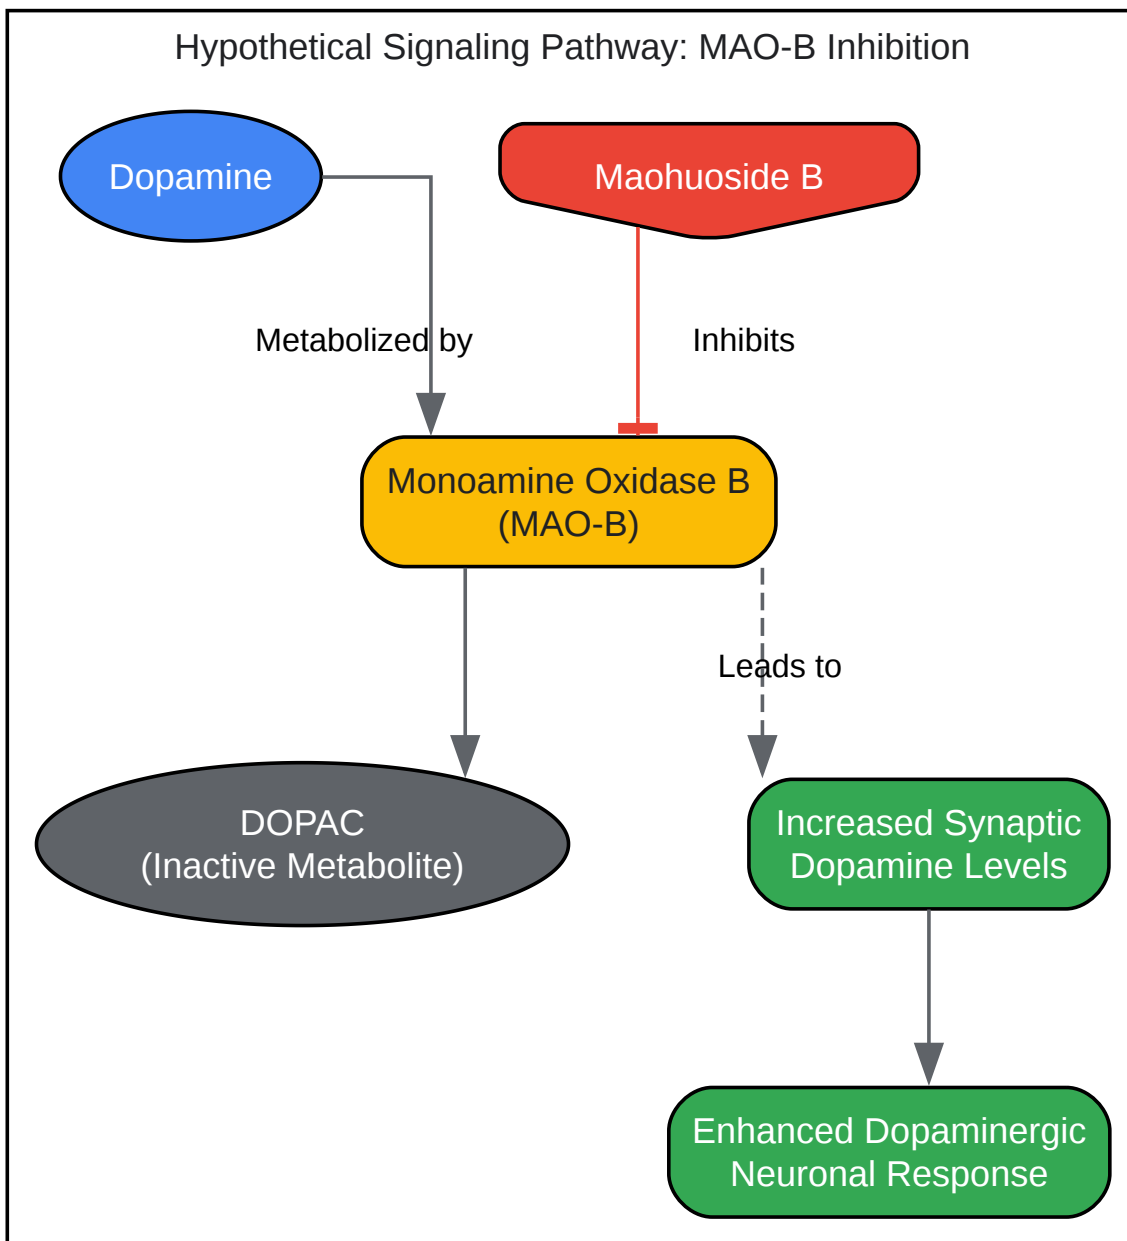 Hypothetical Signaling Pathway: MAO-B Inhibition
Dopamine
Maohuoside B
Metabolized by
Inhibits
Monoamine Oxidase B
(MAO-B)
Leads to
DOPAC
(Inactive Metabolite)
Increased Synaptic
Dopamine Levels
Enhanced Dopaminergic
Neuronal Response